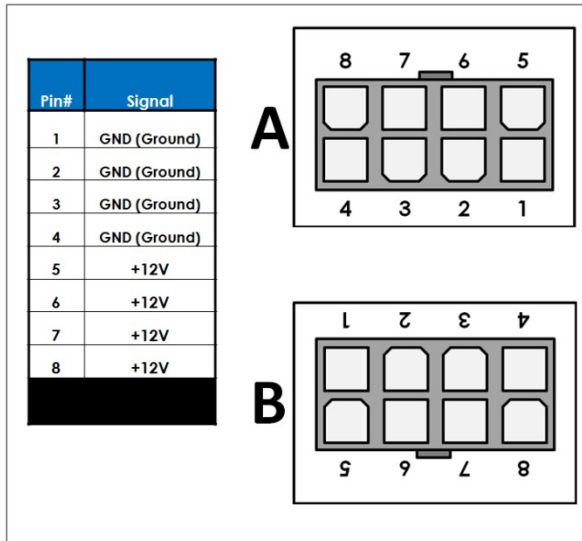 Pin# Signal
1 GND (Ground)
2 GND (Ground)
3 GND (Ground)
4 GND (Ground)
5 +12V
6 +12V
7 +12V
8 +12V
A
8 7 6 5
4 3 2 1
B
1 2 3 4
5 6 7 8